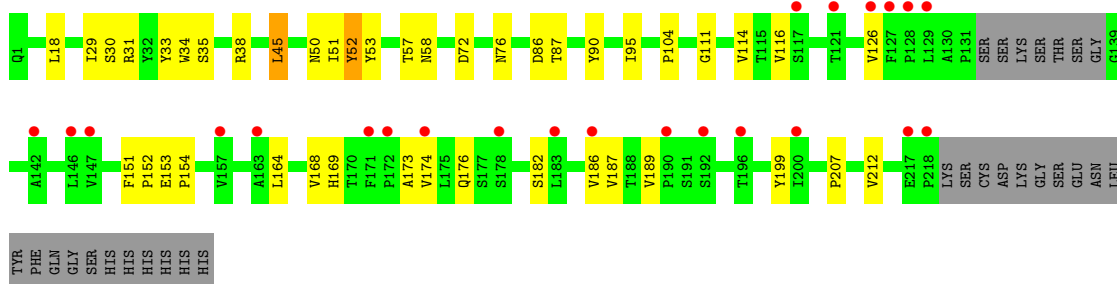 Q1 L18 I29 S30 R31 Y32 Y33 W34 S35 R38 L45 N50 I51 Y52 Y53 T57 N58 D72 N76 D86 T87 Y90 I95 P104 G111 V114 T115 V116 S117 T121 V126 F127 P128 L129 A130 P131 SER SER LYS SER THR SER GLY G139
A142 L146 V147 F151 P152 E153 P154 V157 A163 L164 V168 H169 T170 F171 P172 A173 V174 L175 Q176 S177 S178 S182 L183 V186 V187 T188 V189 P190 S191 S192 T196 Y199 I200 P207 V212 E217 P218 LYS SER CYS ASP LYS GLY SER GLU ASN LEU
TYR PHE GLN GLY SER HIS HIS HIS HIS HIS HIS